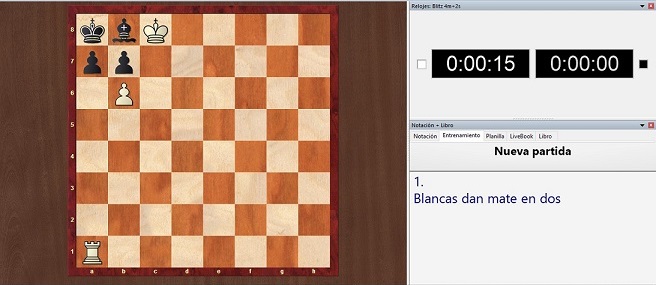 Relojes: Blitz 4m+2s
0:00:15 0:00:00
Notación + Libro
Notación Entrenamiento Planilla LiveBook Libro
Nueva partida
1.
Blancas dan mate en dos
8
7
6
5
4
3
2
1
a b c d e f g h